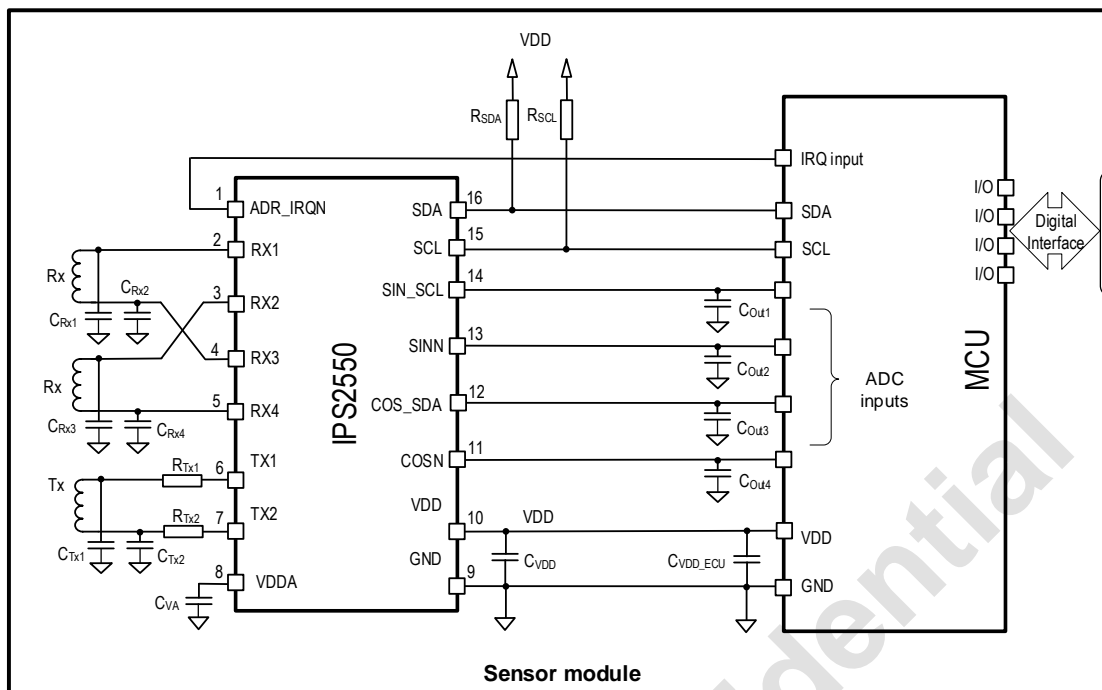 VDD
RSDA
RSCL
IRQ input
1
ADR_IRQN
SDA
16
SDA
I/O
I/O
I/O
I/O
Digital
Interface
2
RX1
SCL
15
SCL
Rx
CRx1
CRx2
SIN_SCL
14
COut1
3
RX2
SINN
13
COut2
4
RX3
Rx
CRx3
CRx4
5
RX4
COS_SDA
12
COut3
ADC
inputs
IPS2550
MCU
COSN
11
COut4
TX1
6
RTx1
Tx
RTx2
TX2
7
CTx1
CTx2
VDD
10
VDD
VDD
CVDD
CVDD_ECU
GND
9
GND
8
VDDA
CVA
Sensor module
dential